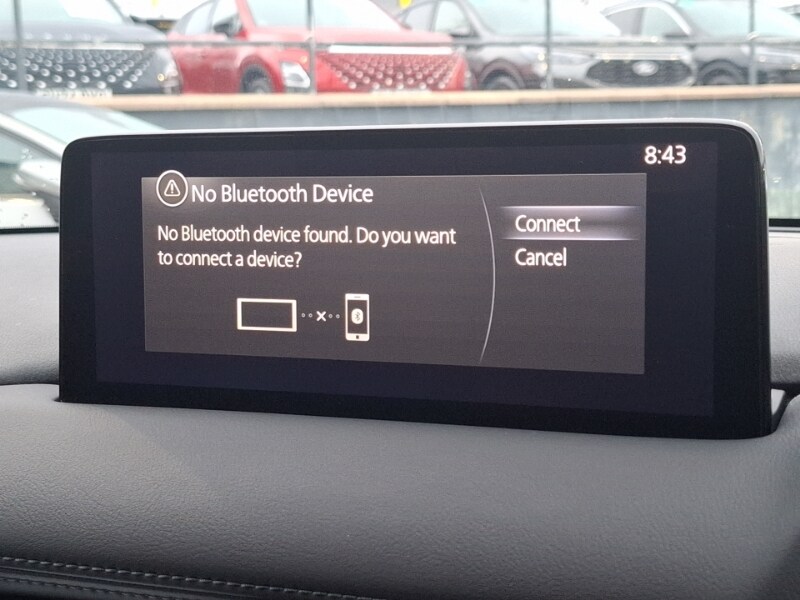 8:43
No Bluetooth Device
No Bluetooth device found. Do you want
to connect a device?
Connect
Cancel